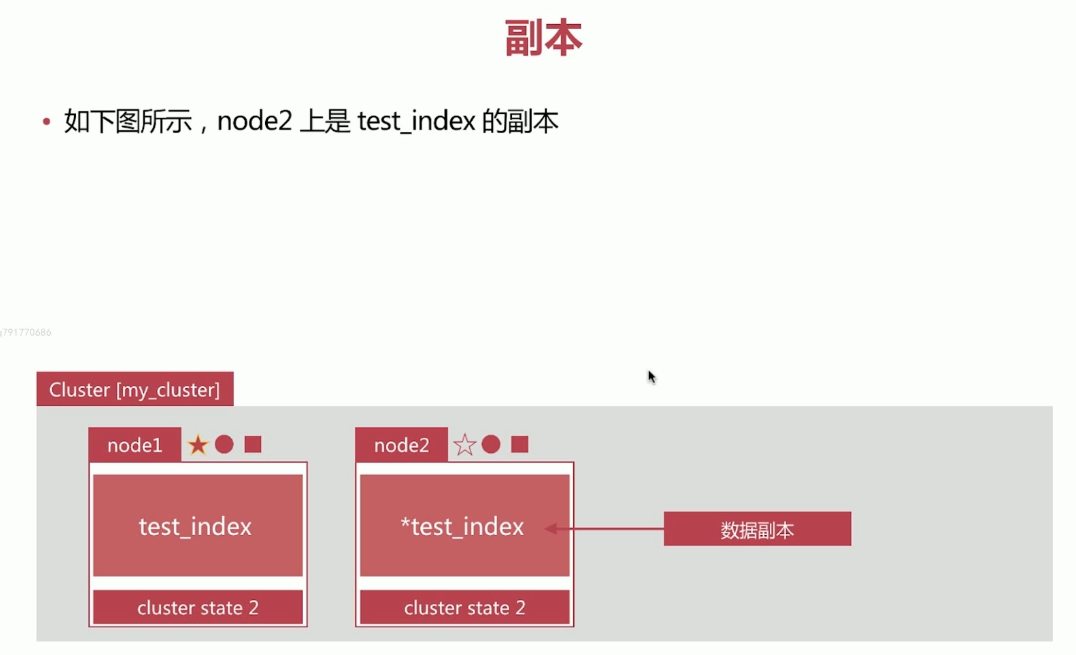 副本
如下图所示，node2 上是 test_index 的副本
q791770686
Cluster [my_cluster]
node1
node2
test_index
*test_index
数据副本
cluster state 2
cluster state 2